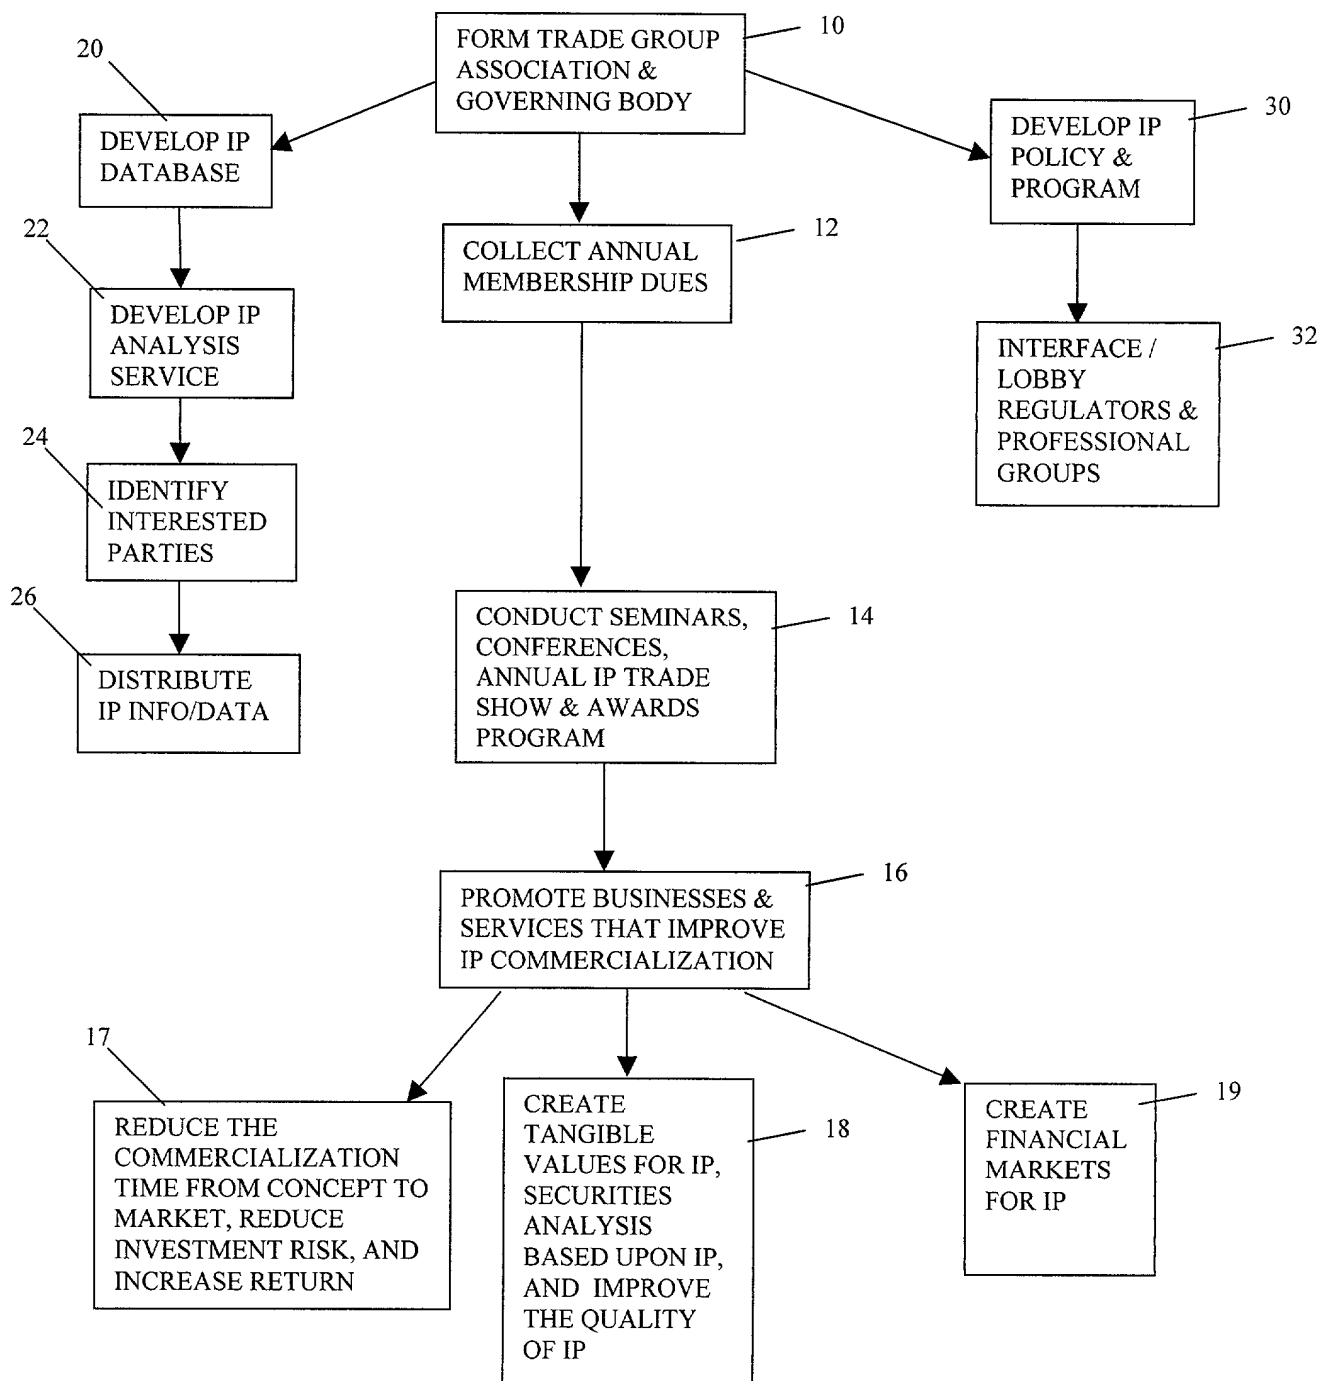 10
FORM TRADE GROUP
ASSOCIATION &
GOVERNING BODY
20
DEVELOP IP
DATABASE
30
DEVELOP IP
POLICY &
PROGRAM
22
DEVELOP IP
ANALYSIS
SERVICE
12
COLLECT ANNUAL
MEMBERSHIP DUES
32
INTERFACE /
LOBBY
REGULATORS &
PROFESSIONAL
GROUPS
24
IDENTIFY
INTERESTED
PARTIES
26
DISTRIBUTE
IP INFO/DATA
14
CONDUCT SEMINARS,
CONFERENCES,
ANNUAL IP TRADE
SHOW & AWARDS
PROGRAM
16
PROMOTE BUSINESSES &
SERVICES THAT IMPROVE
IP COMMERCIALIZATION
17
REDUCE THE
COMMERCIALIZATION
TIME FROM CONCEPT TO
MARKET, REDUCE
INVESTMENT RISK, AND
INCREASE RETURN
18
CREATE
TANGIBLE
VALUES FOR IP,
SECURITIES
ANALYSIS
BASED UPON IP,
AND IMPROVE
THE QUALITY
OF IP
19
CREATE
FINANCIAL
MARKETS
FOR IP